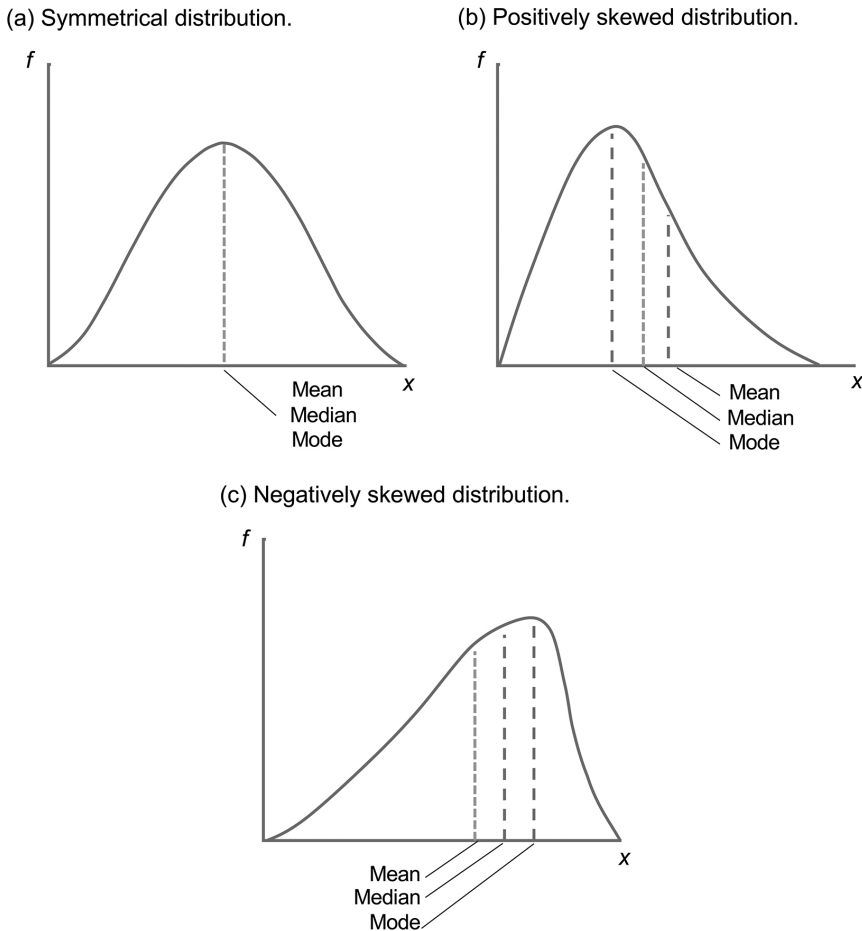 (a) Symmetrical distribution.
f
x
Mean
Median
Mode
(b) Positively skewed distribution.
f
x
Mean
Median
Mode
(c) Negatively skewed distribution.
f
x
Mean
Median
Mode